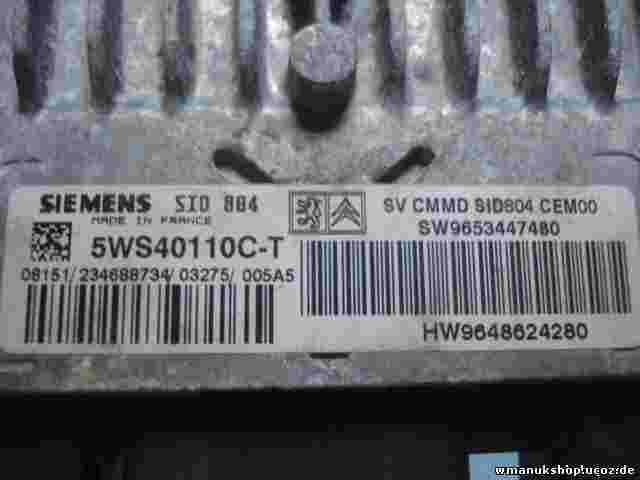 SIEMENS SID 804
MADE IN FRANCE
5WS40110C-T
08151/234688734/03275/005A5
SV CMMD SID804 CEM00
SW9653447480
HW9648624280
wmanukshop1.ucoz.de